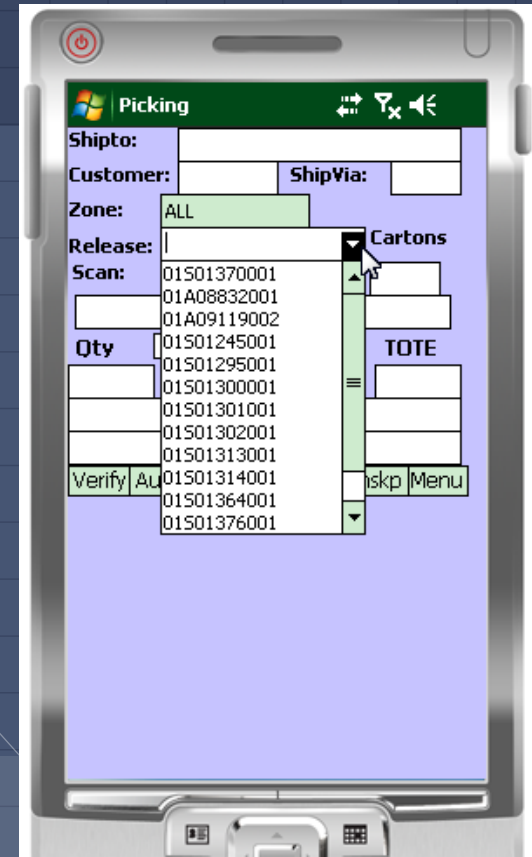 Picking
Shipto:
Customer: ShipVia:
Zone: ALL
Release: Cartons
Scan:
01S01370001
01A08832001
01A09119002
01S01245001
01S01295001
01S01300001
01S01301001
01S01302001
01S01313001
01S01314001
01S01364001
01S01376001
Qty TOTE
Verify Au nskp Menu